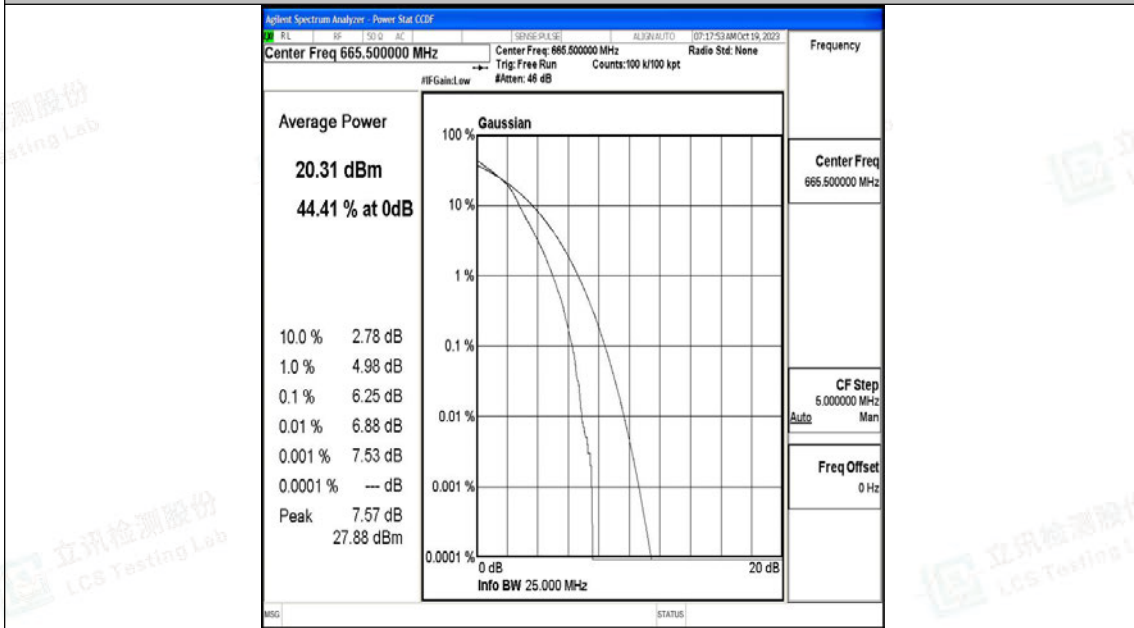 Agilent Spectrum Analyzer - Power Stat CCDF
RL RF 50 Ω AC SENSE:PULSE ALIGNAUTO 07:17:53 AM Oct 19, 2023
Center Freq 665.500000 MHz
Center Freq: 665.500000 MHz Radio Std: None
Trig: Free Run Counts:100 k/100 kpt
#IFGain:Low #Atten: 46 dB
Frequency
Average Power
20.31 dBm
44.41 % at 0dB
10.0 % 2.78 dB
1.0 % 4.98 dB
0.1 % 6.25 dB
0.01 % 6.88 dB
0.001 % 7.53 dB
0.0001 % --- dB
Peak 7.57 dB
27.88 dBm
Gaussian
100 %
10 %
1 %
0.1 %
0.01 %
0.001 %
0.0001 %
0 dB 20 dB
Info BW 25.000 MHz
Center Freq
665.500000 MHz
CF Step
5.000000 MHz
Auto Man
Freq Offset
0 Hz
MSG STATUS
立讯检测股份
LCS Testing Lab
立讯检测股份